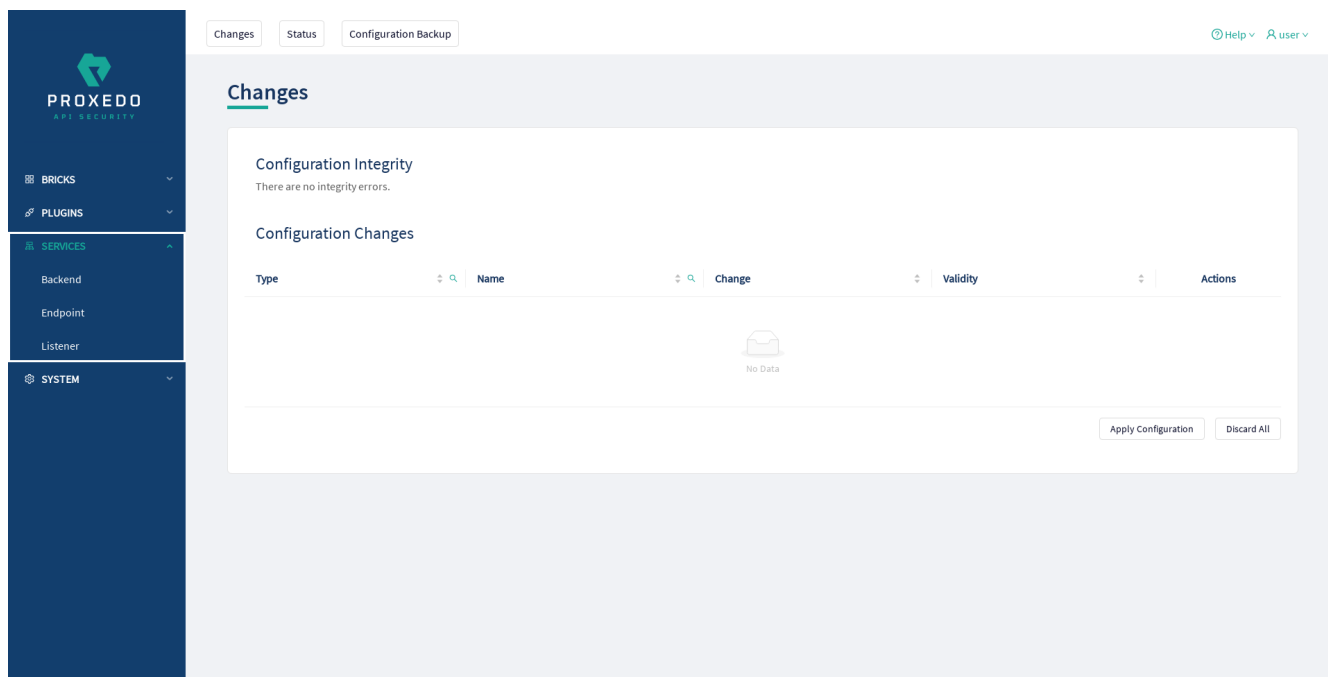 Changes Status Configuration Backup Help user
PROXEDO
API SECURITY
BRICKS
PLUGINS
SERVICES
Backend
Endpoint
Listener
SYSTEM
Changes
Configuration Integrity
There are no integrity errors.
Configuration Changes
Type Name Change Validity Actions
No Data
Apply Configuration Discard All